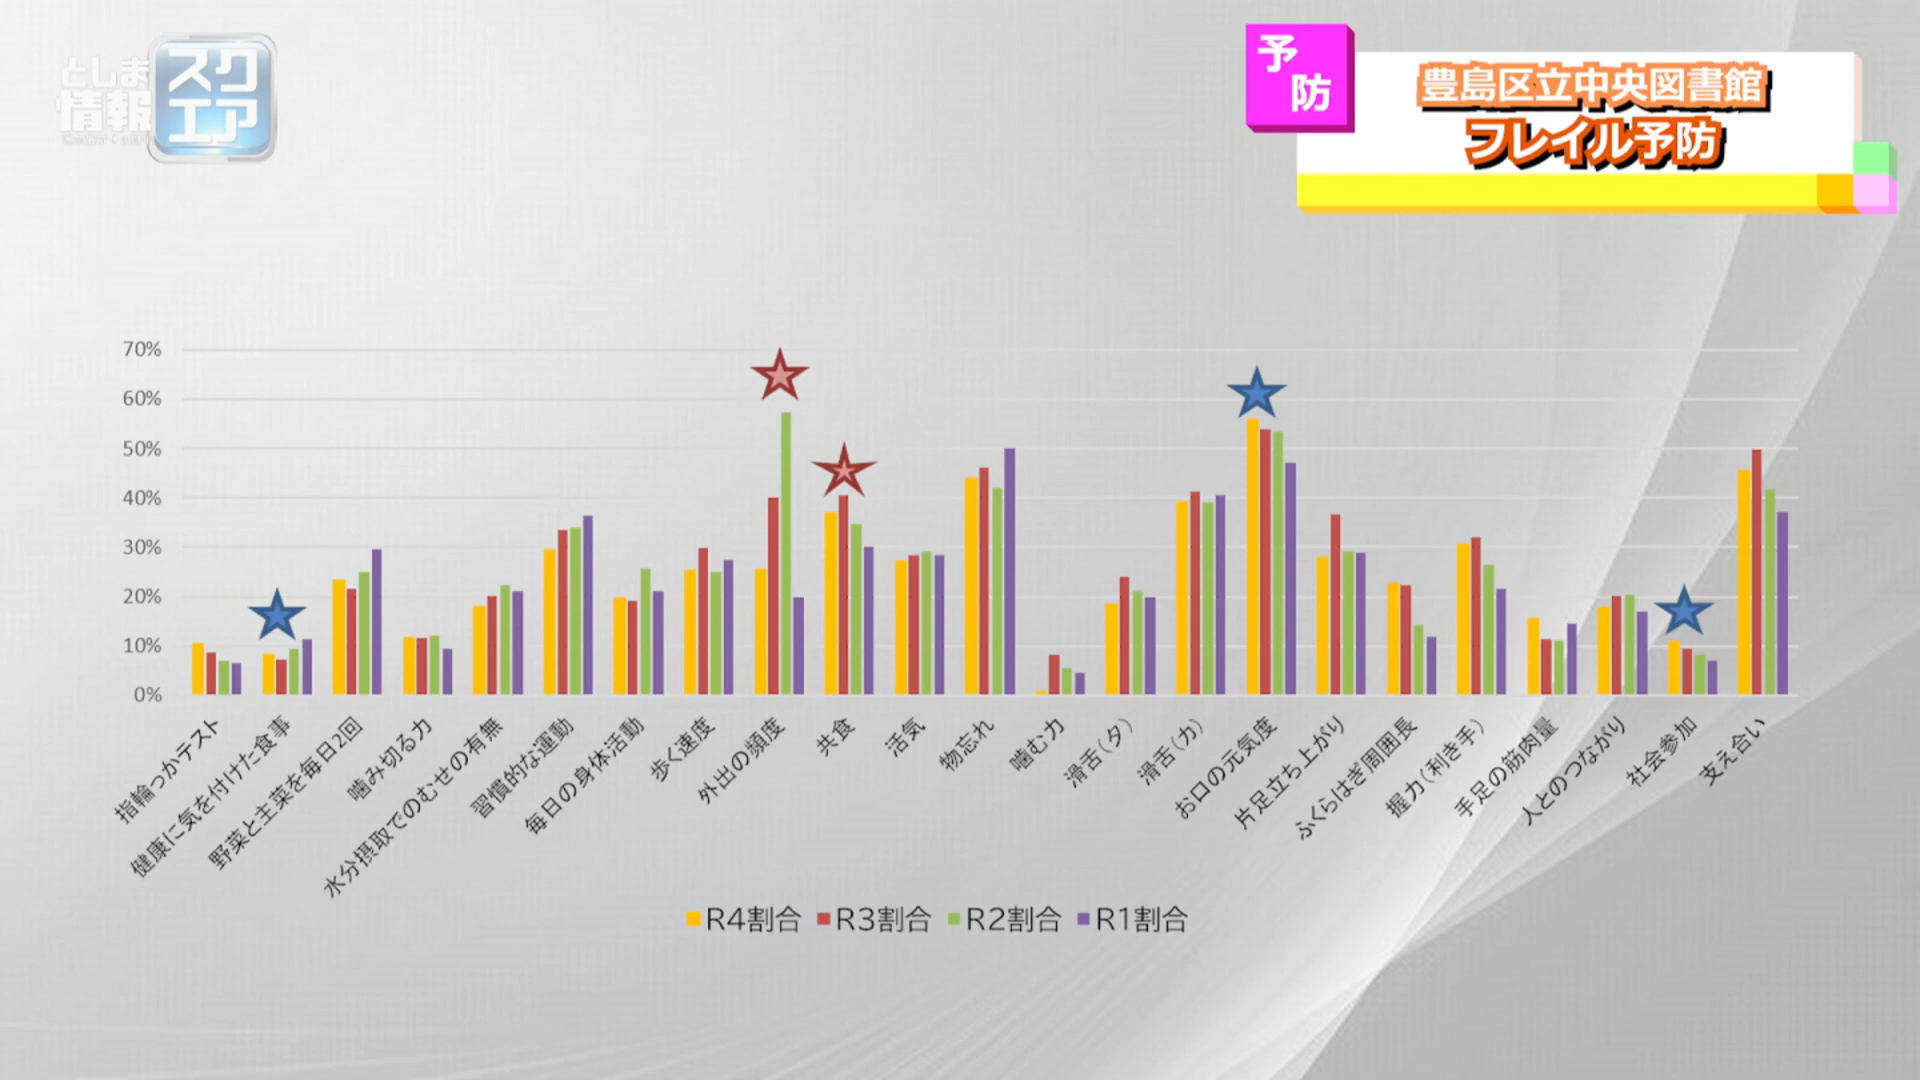 としま
情報
スク
エア
予
防
豊島区立中央図書館
フレイル予防
70%
60%
50%
40%
30%
20%
10%
0%
指輪っかテスト
健康に気を付けた食事
野菜と主菜を毎日2回
噛み切る力
水分摂取でのむせの有無
習慣的な運動
毎日の身体活動
歩く速度
外出の頻度
共食
活気
物忘れ
噛む力
滑舌(タ)
滑舌(カ)
お口の元気度
片足立ち上がり
ふくらはぎ周囲長
握力(利き手)
手足の筋肉量
人とのつながり
社会参加
支え合い
R4割合 R3割合 R2割合 R1割合